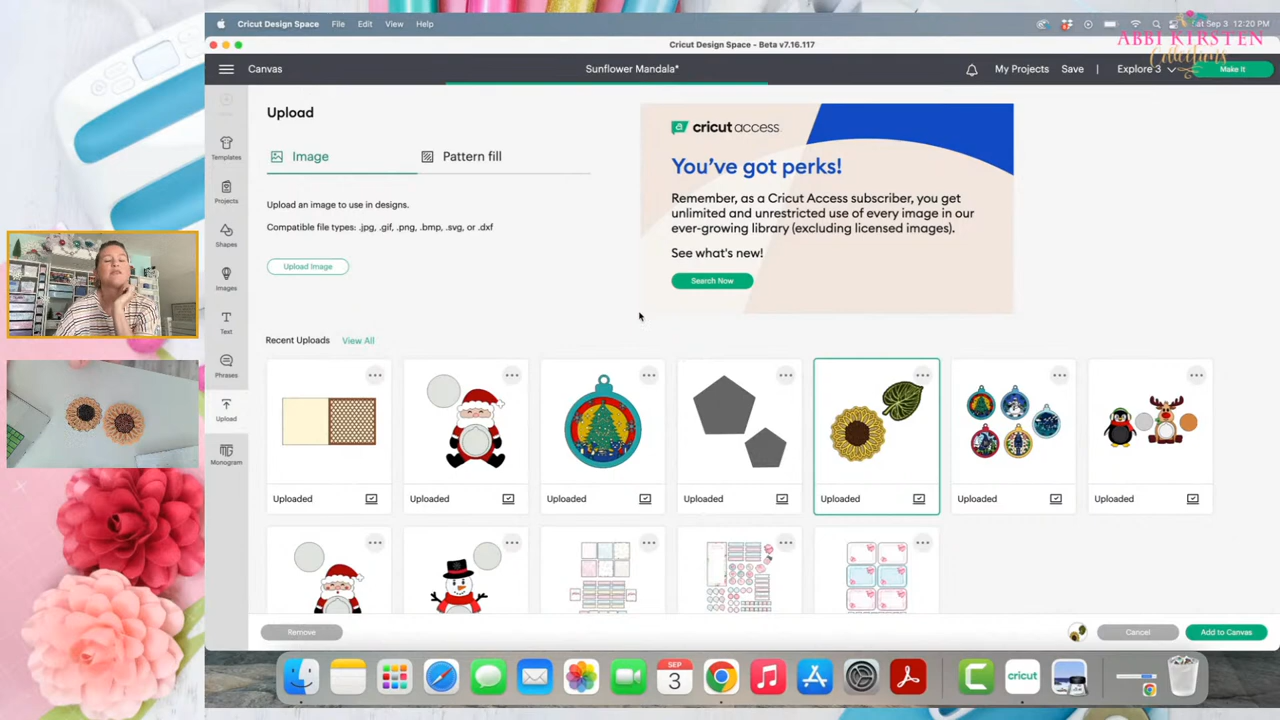 Cricut Design Space File Edit View Help Sat Sep 3 12:20 PM
ABBI KIRSTEN
Collections
Cricut Design Space - Beta v7.16.117
Canvas Sunflower Mandala* My Projects Save | Explore 3 Make It
Upload
Image Pattern fill
Upload an image to use in designs.
Compatible file types: .jpg, .gif, .png, .bmp, .svg, or .dxf
Upload Image
cricut access
You've got perks!
Remember, as a Cricut Access subscriber, you get
unlimited and unrestricted use of every image in our
ever-growing library (excluding licensed images).
See what's new!
Search Now
Templates
Projects
Shapes
Images
Text
Phrases
Upload
Monogram
Recent Uploads View All
Uploaded Uploaded Uploaded Uploaded Uploaded Uploaded Uploaded
Remove Cancel Add to Canvas
SEP
3
cricut